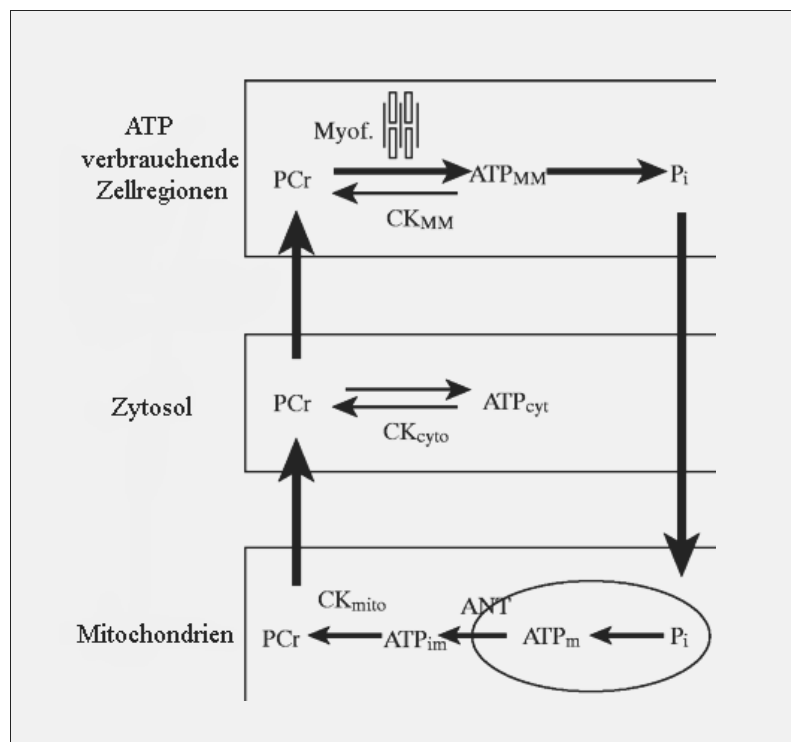 ATP
verbrauchende
Zellregionen
Myof.
PCr
ATPMM
Pi
CKMM
Zytosol
PCr
ATPcyt
CKcyto
Mitochondrien
CKmito
ANT
PCr
ATPim
ATPm
Pi